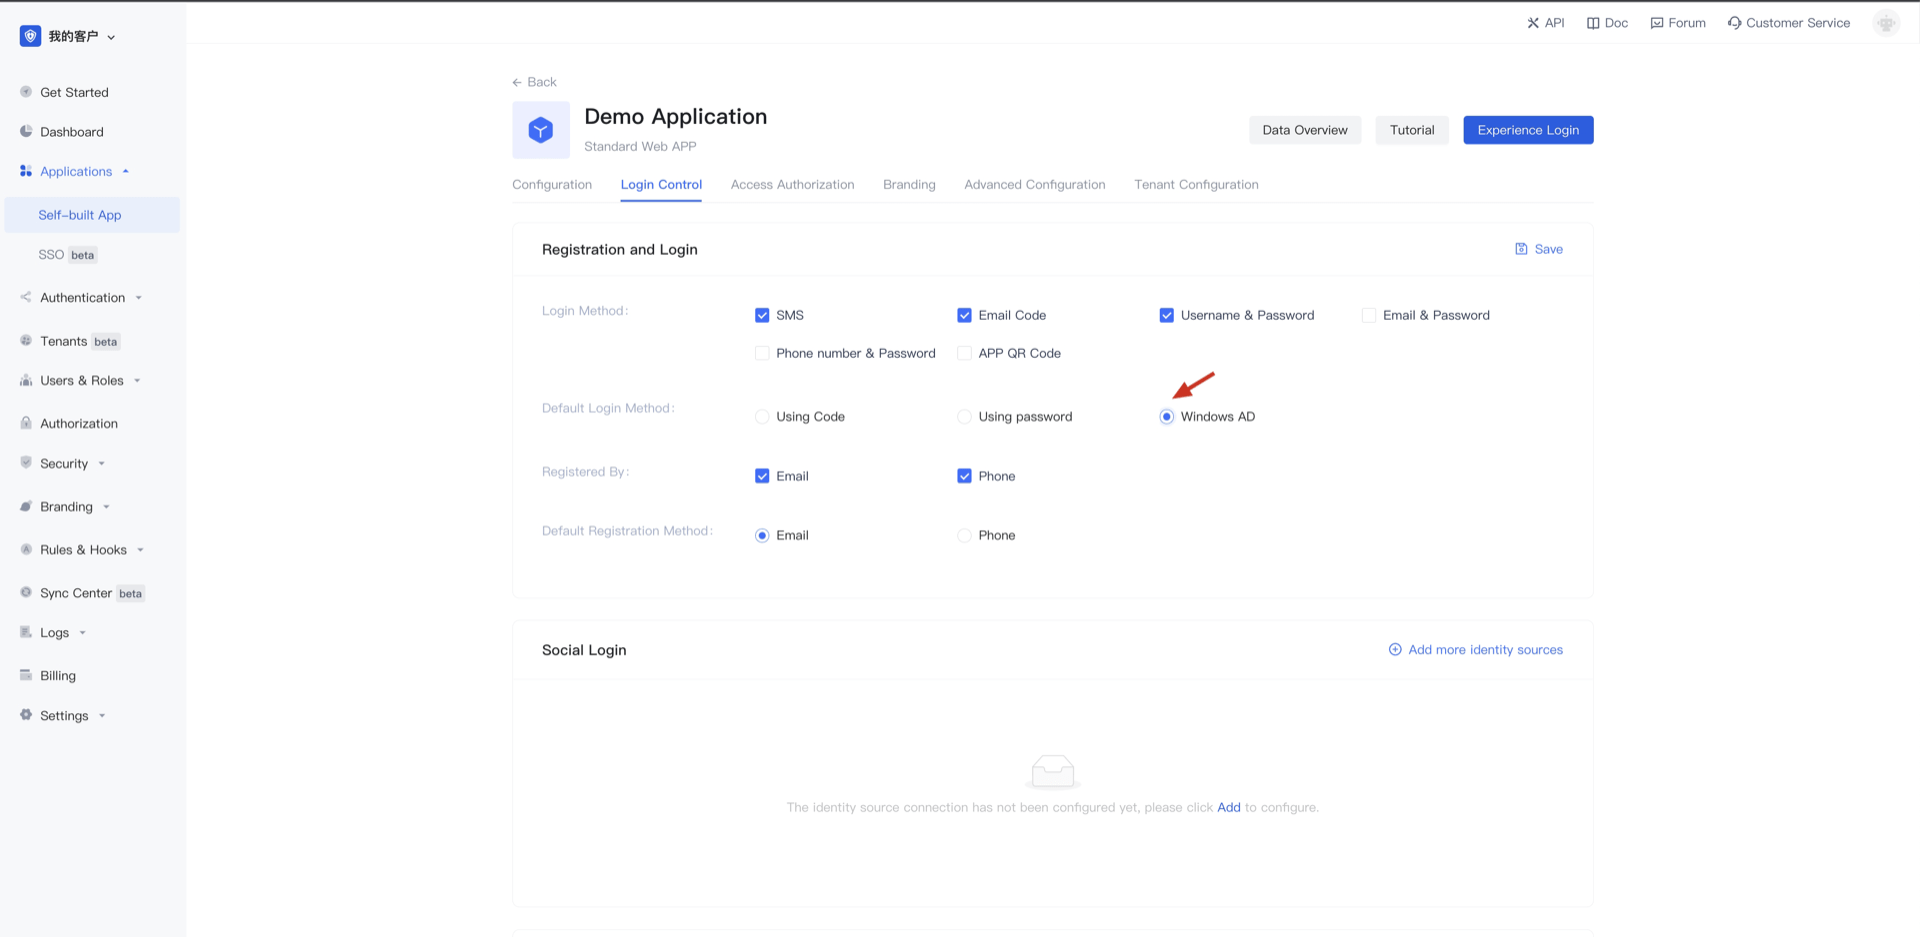 我的客户
API
Doc
Forum
Customer Service
Get Started
Dashboard
Applications
Self-built App
SSO beta
Authentication
Tenants beta
Users & Roles
Authorization
Security
Branding
Rules & Hooks
Sync Center beta
Logs
Billing
Settings
Back
Demo Application
Standard Web APP
Data Overview
Tutorial
Experience Login
Configuration
Login Control
Access Authorization
Branding
Advanced Configuration
Tenant Configuration
Registration and Login
Save
Login Method:
SMS
Email Code
Username & Password
Email & Password
Phone number & Password
APP QR Code
Default Login Method:
Using Code
Using password
Windows AD
Registered By:
Email
Phone
Default Registration Method:
Email
Phone
Social Login
Add more identity sources
The identity source connection has not been configured yet, please click Add to configure.